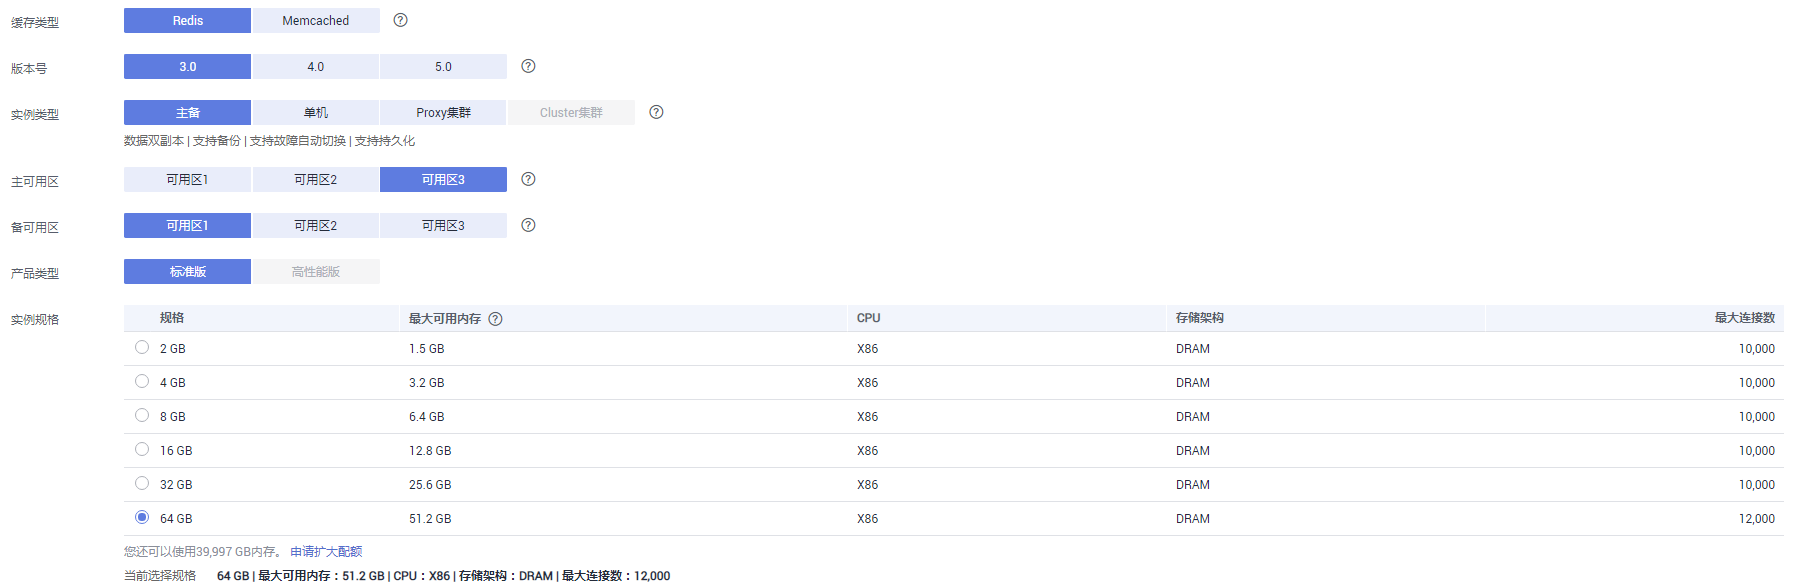 缓存类型 Redis Memcached ?
版本号 3.0 4.0 5.0 ?
实例类型 主备 单机 Proxy集群 Cluster集群 ?
数据双副本 | 支持备份 | 支持故障自动切换 | 支持持久化
主可用区 可用区1 可用区2 可用区3 ?
备可用区 可用区1 可用区2 可用区3 ?
产品类型 标准版 高性能版
实例规格 规格 最大可用内存 ? CPU 存储架构 最大连接数
2 GB 1.5 GB X86 DRAM 10,000
4 GB 3.2 GB X86 DRAM 10,000
8 GB 6.4 GB X86 DRAM 10,000
16 GB 12.8 GB X86 DRAM 10,000
32 GB 25.6 GB X86 DRAM 10,000
64 GB 51.2 GB X86 DRAM 12,000
您还可以使用39,997 GB内存。 申请扩大配额
当前选择规格 64 GB | 最大可用内存：51.2 GB | CPU：X86 | 存储架构：DRAM | 最大连接数：12,000